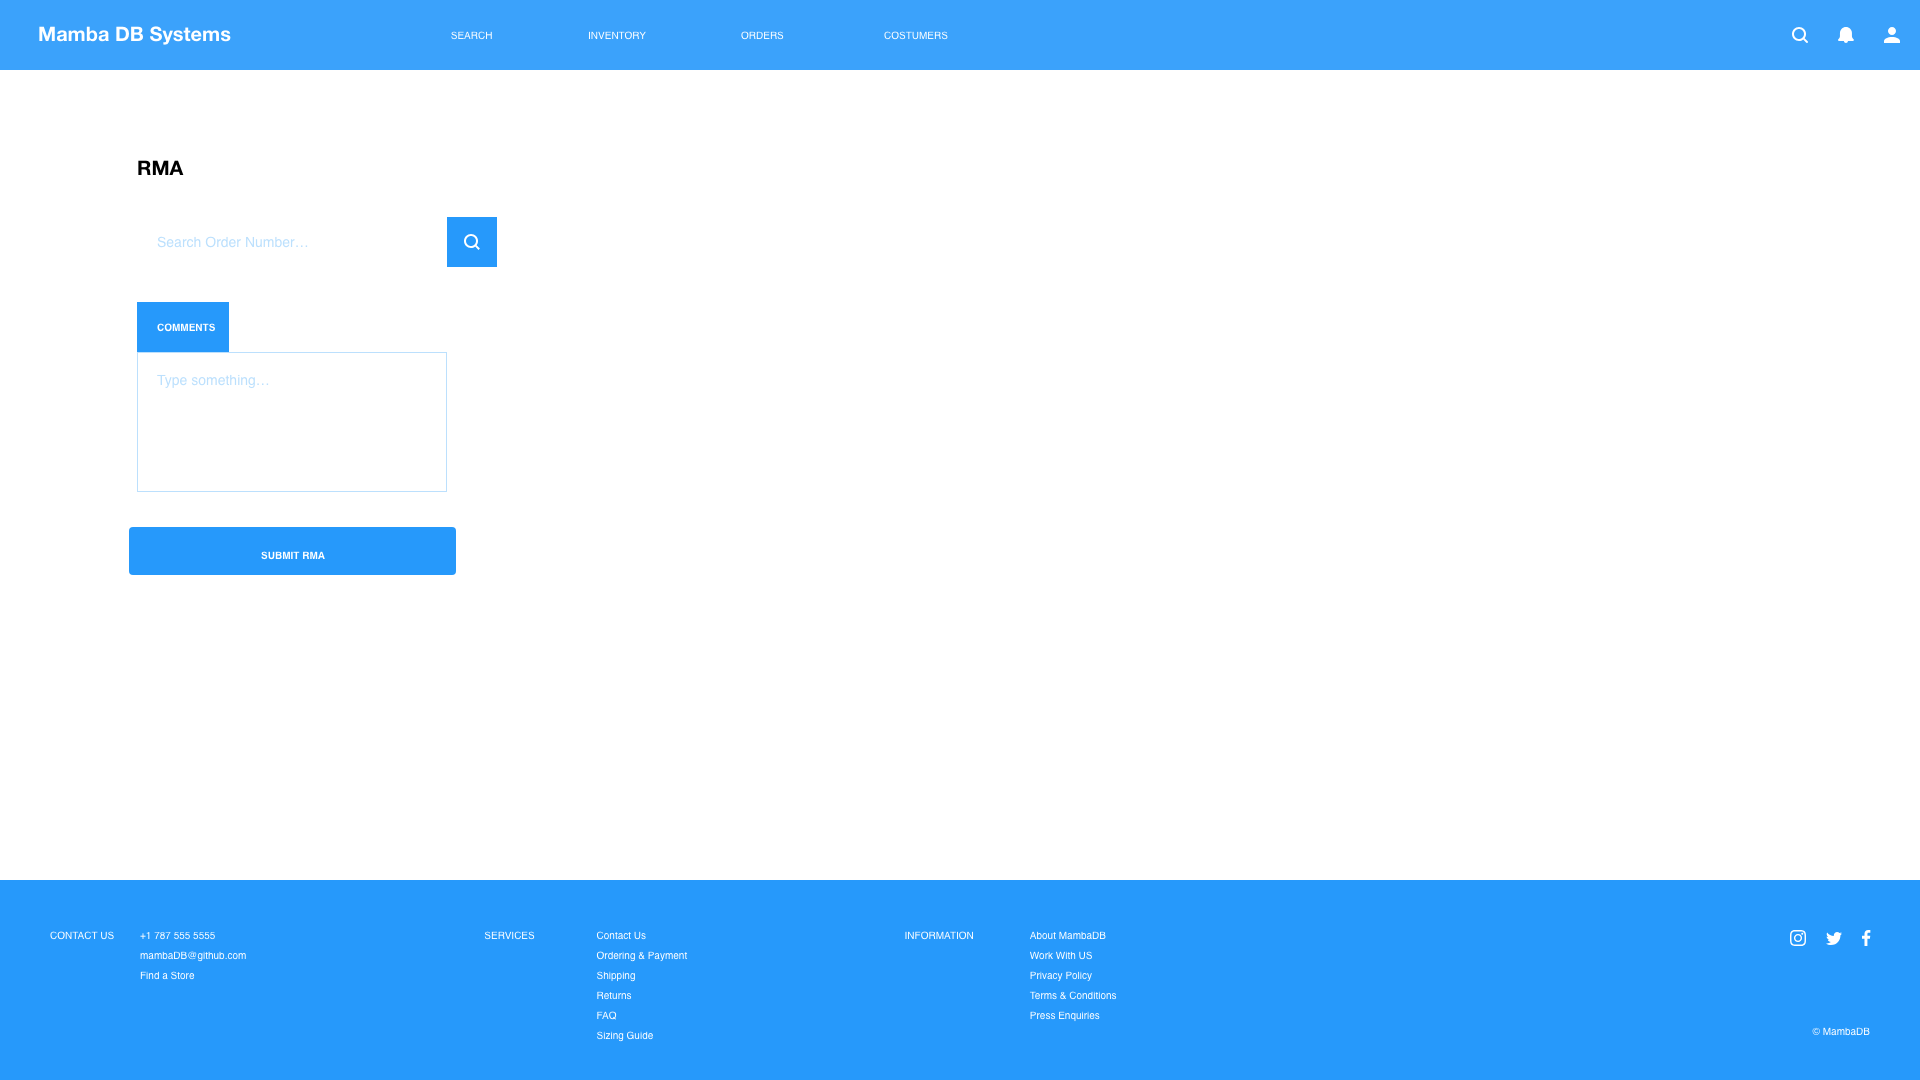 Mamba DB Systems
SEARCH
INVENTORY
ORDERS
COSTUMERS
RMA
Search Order Number...
COMMENTS
Type something...
SUBMIT RMA
CONTACT US
+1 787 555 5555
mambaDB@github.com
Find a Store
SERVICES
Contact Us
Ordering & Payment
Shipping
Returns
FAQ
Sizing Guide
INFORMATION
About MambaDB
Work With US
Privacy Policy
Terms & Conditions
Press Enquiries
© MambaDB